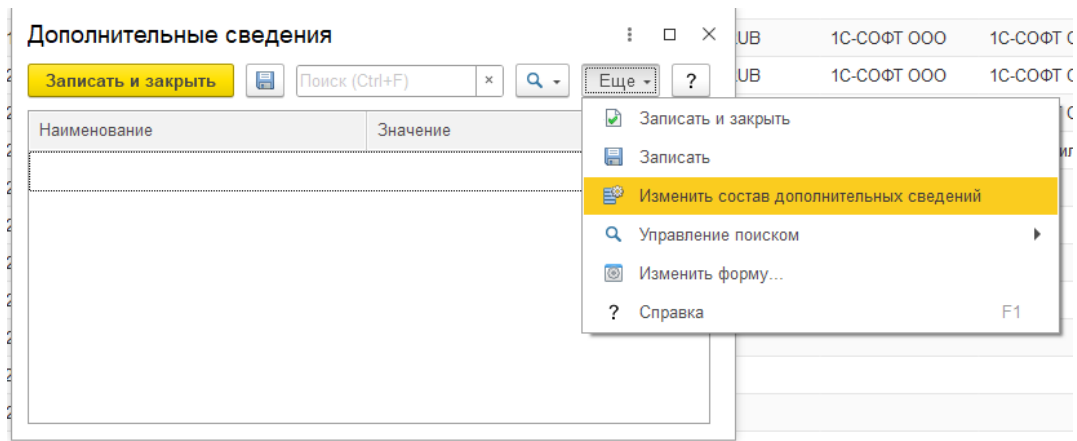 Дополнительные сведения
UB 1С-СОФТ ООО 1С-СОФТ
Записать и закрыть Поиск (Ctrl+F) × Еще ?
UB 1С-СОФТ ООО 1С-СОФТ
Наименование Значение
Записать и закрыть
Записать
Изменить состав дополнительных сведений
Управление поиском
Изменить форму...
? Справка F1